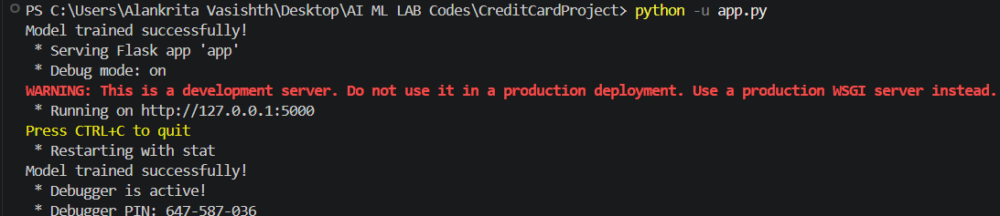 PS C:\Users\Alankrita Vasishth\Desktop\AI ML LAB Codes\CreditCardProject> python -u app.py
Model trained successfully!
 * Serving Flask app 'app'
 * Debug mode: on
WARNING: This is a development server. Do not use it in a production deployment. Use a production WSGI server instead.
 * Running on http://127.0.0.1:5000
Press CTRL+C to quit
 * Restarting with stat
Model trained successfully!
 * Debugger is active!
 * Debugger PIN: 647-587-036